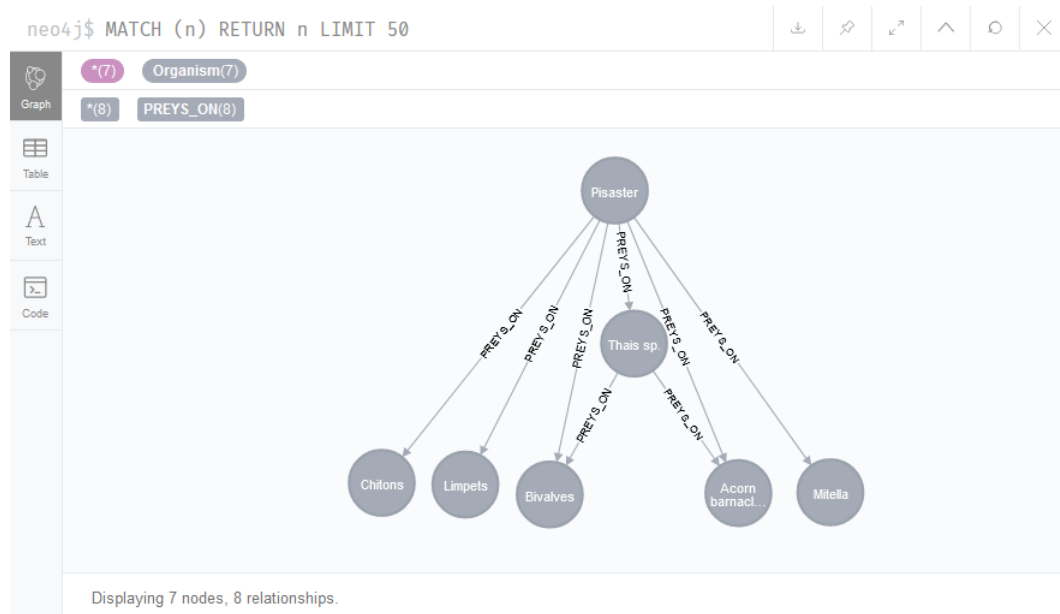 neo4j$ MATCH (n) RETURN n LIMIT 50
Graph
*(7) Organism(7)
*(8) PREYS_ON(8)
Table
Text
Code
Pisaster
PREYS_ON
PREYS_ON
PREYS_ON
PREYS_ON
PREYS_ON
PREYS_ON
Thais sp.
PREYS_ON
PREYS_ON
Chitons
Limpets
Bivalves
Acorn
barnacl...
Mitella
Displaying 7 nodes, 8 relationships.